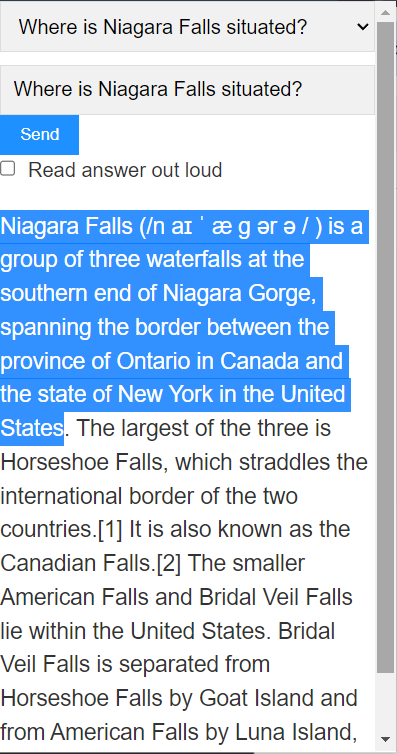 Where is Niagara Falls situated?
Where is Niagara Falls situated?
Send
Read answer out loud
Niagara Falls (/n aɪ ˈ æ g ər ə / ) is a
group of three waterfalls at the
southern end of Niagara Gorge,
spanning the border between the
province of Ontario in Canada and
the state of New York in the United
States. The largest of the three is
Horseshoe Falls, which straddles the
international border of the two
countries.[1] It is also known as the
Canadian Falls.[2] The smaller
American Falls and Bridal Veil Falls
lie within the United States. Bridal
Veil Falls is separated from
Horseshoe Falls by Goat Island and
from American Falls by Luna Island,